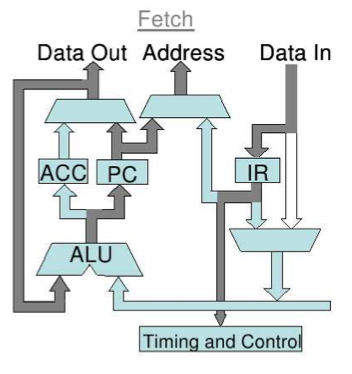 Fetch
Data Out Address Data In
ACC PC IR
ALU
Timing and Control